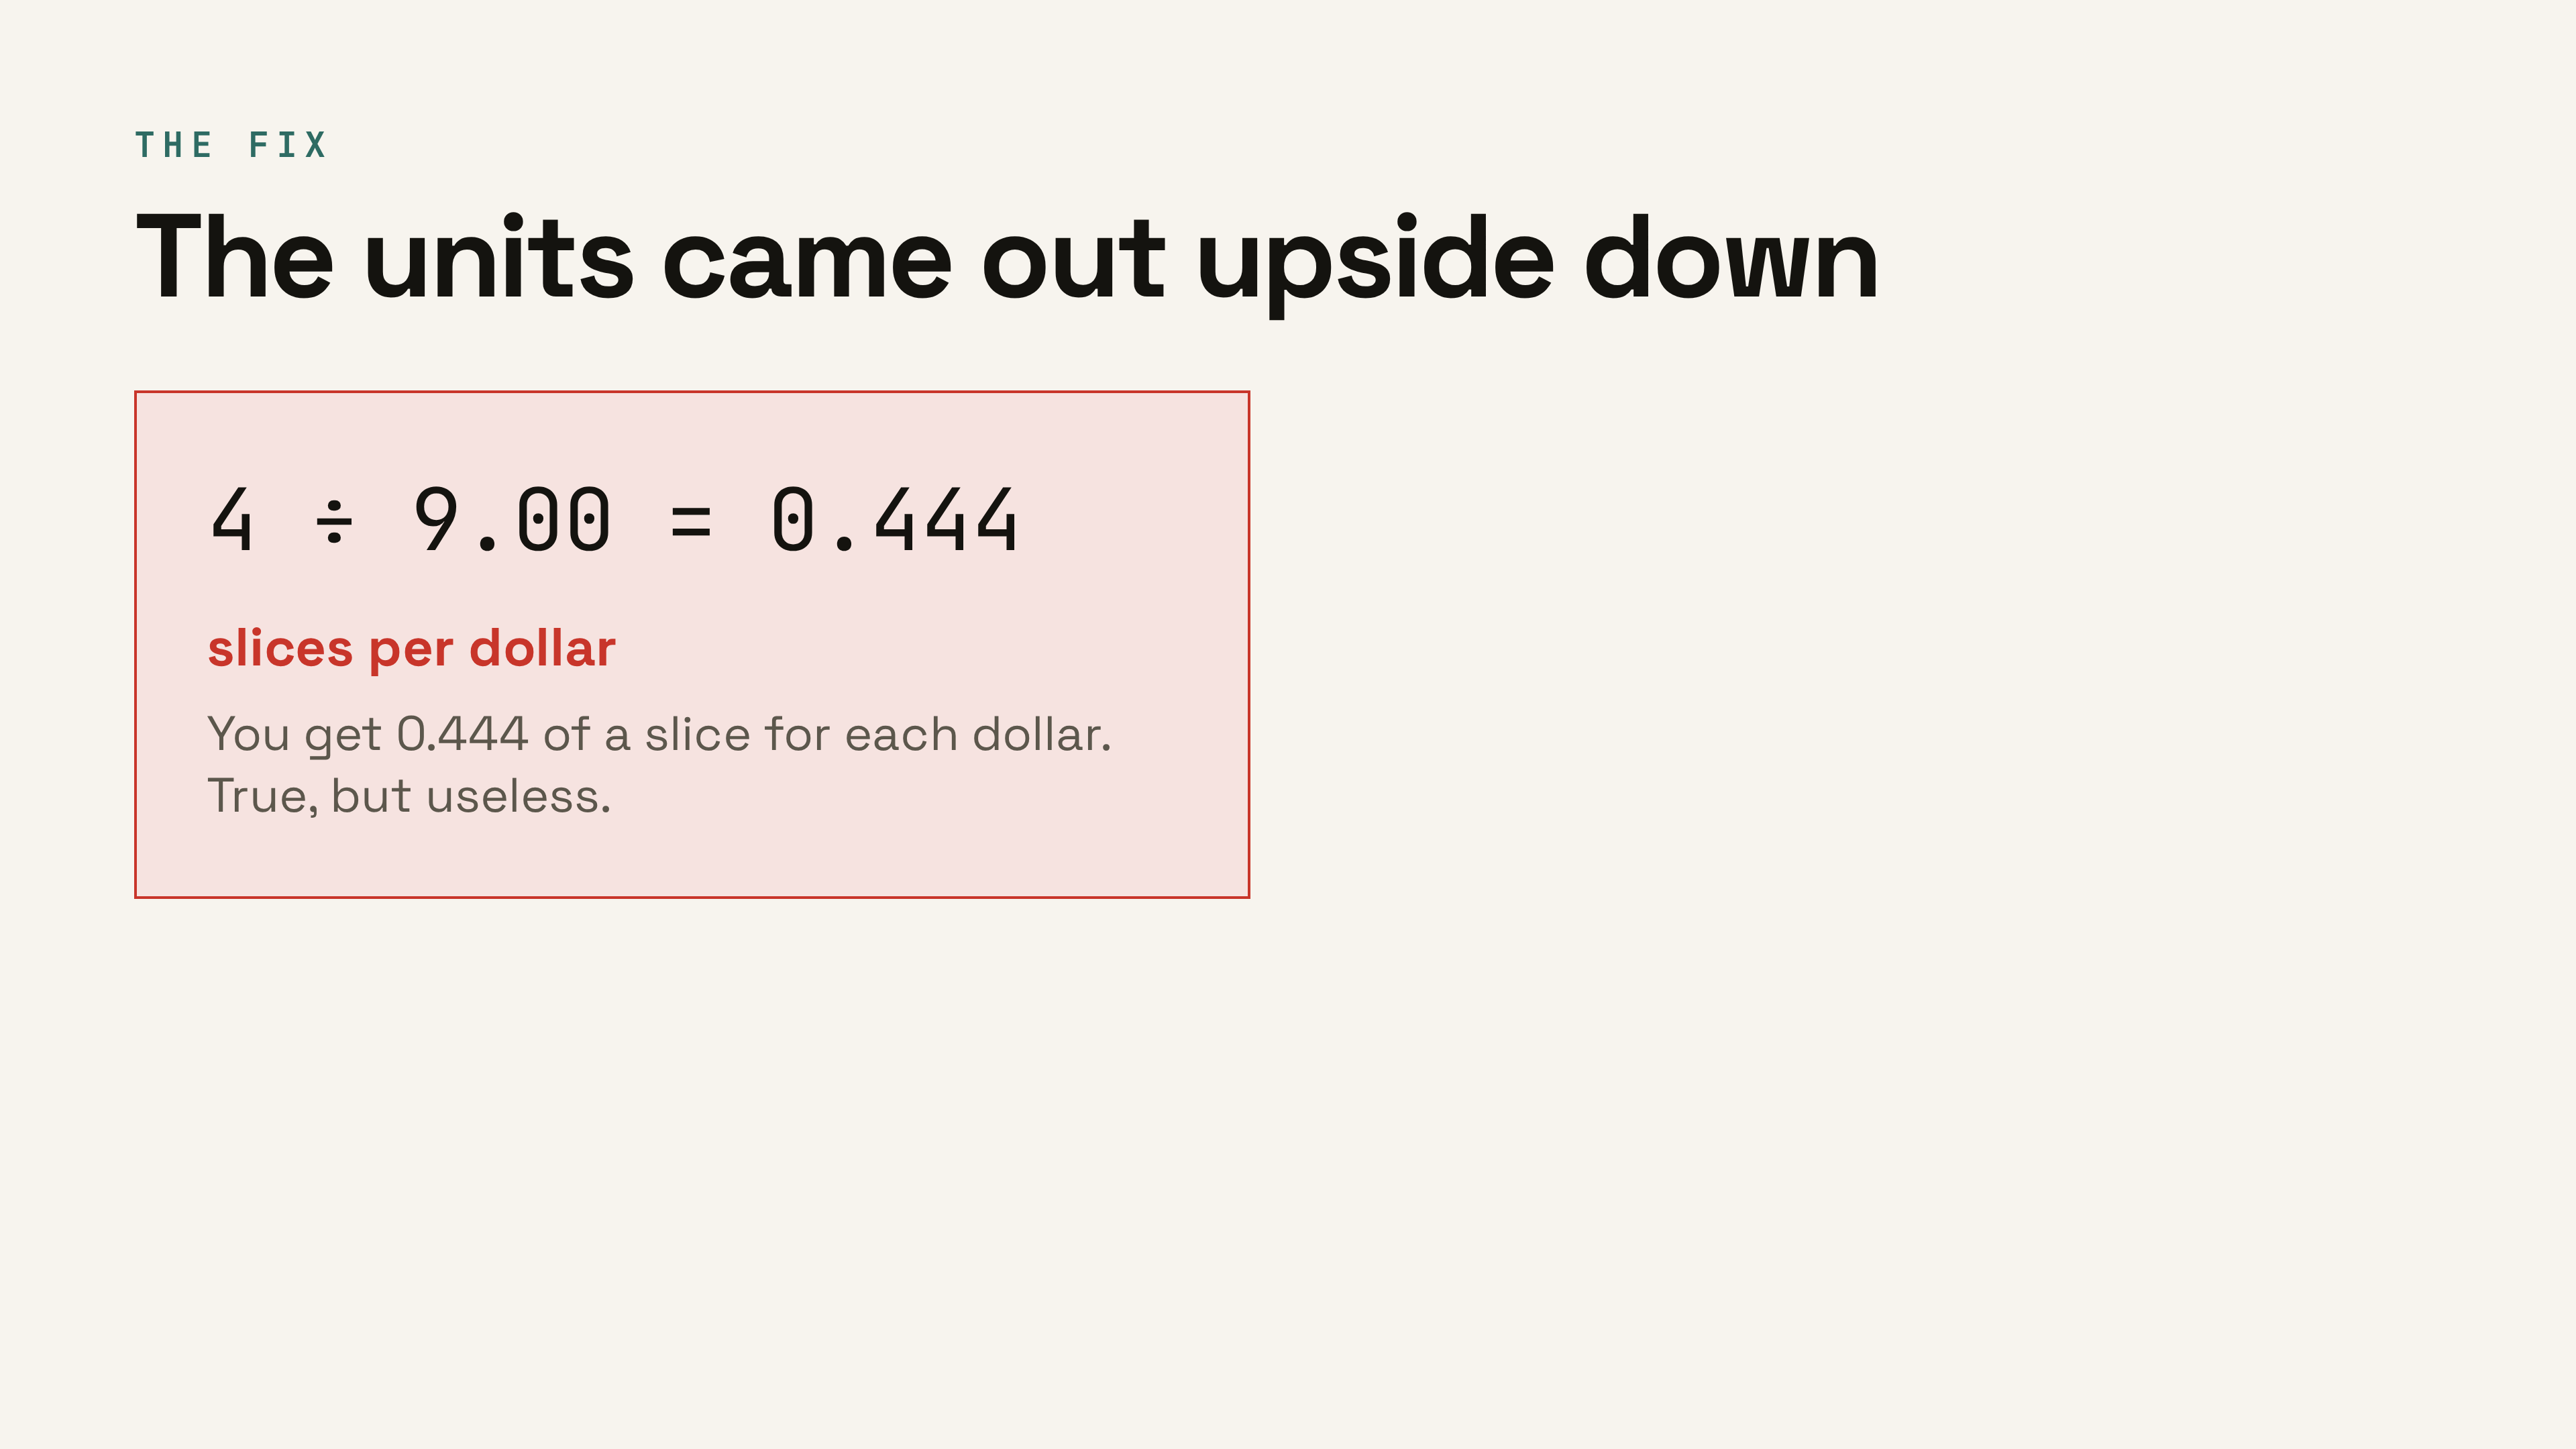 THE FIX
The units came out upside down
4 ÷ 9.00 = 0.444
slices per dollar
You get 0.444 of a slice for each dollar.
True, but useless.